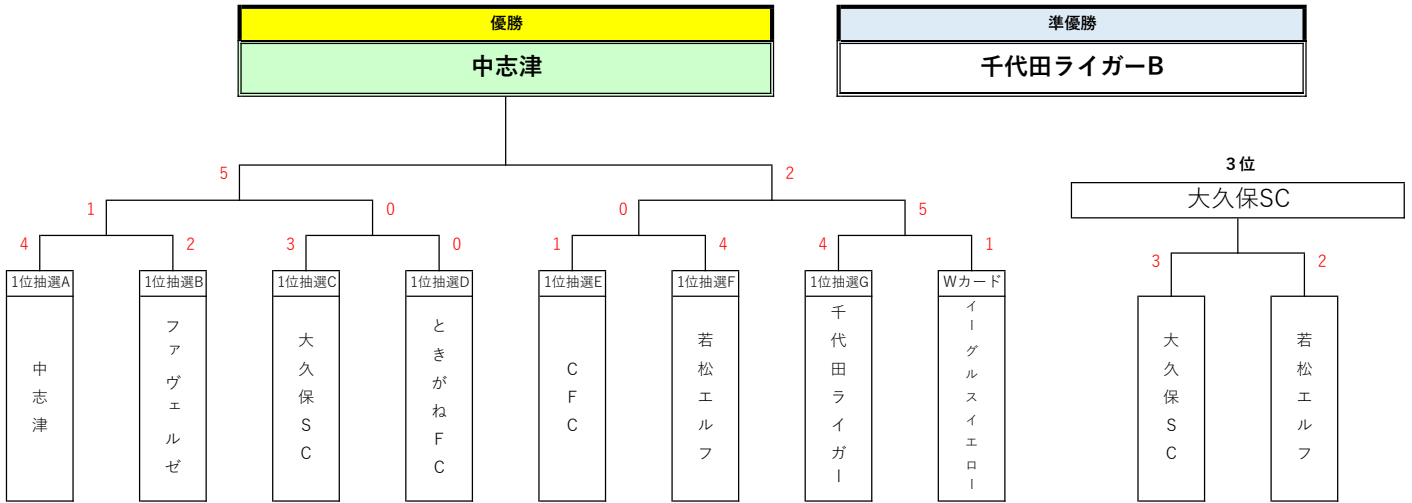 優勝
準優勝
中志津
千代田ライガーB
3位
大久保SC
5
2
1
0
0
5
4
2
3
0
1
4
4
1
3
2
1位抽選A
1位抽選B
1位抽選C
1位抽選D
1位抽選E
1位抽選F
1位抽選G
Wカード
中志津
ファヴェルゼ
大久保SC
ときがねFC
CFC
若松エルフ
千代田ライガー
イーグルスイエロー
大久保SC
若松エルフ